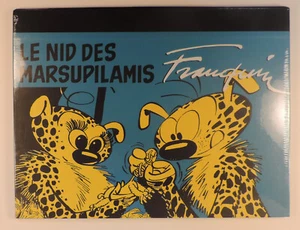 LE NID DES
MARSUPILAMIS
Franquin